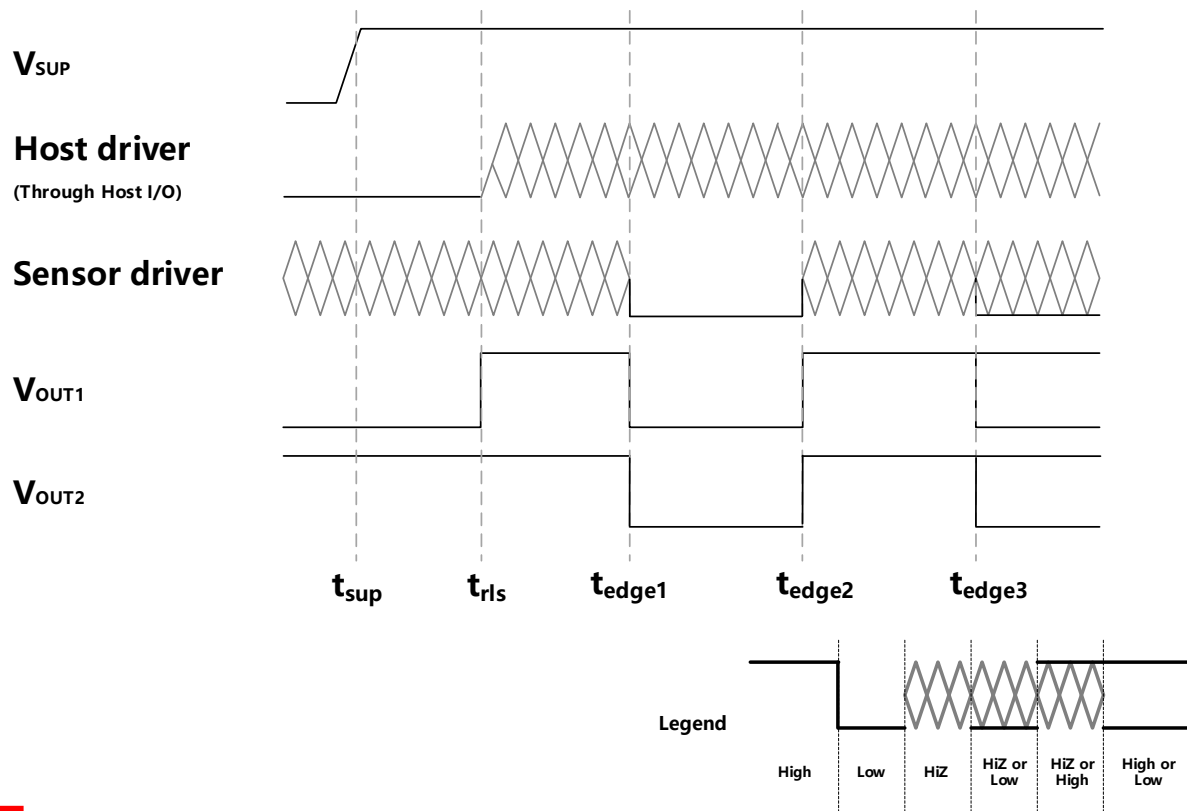 VSUP
Host driver
(Through Host I/O)
Sensor driver
VOUT1
VOUT2
tsup trls tedge1 tedge2 tedge3
Legend
High Low HiZ HiZ or Low HiZ or High High or Low